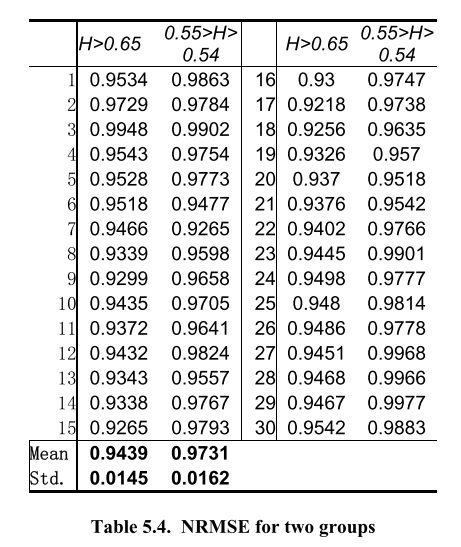 H>0.65 0.55>H>0.54 H>0.65 0.55>H>0.54
1 0.9534 0.9863 16 0.93 0.9747
2 0.9729 0.9784 17 0.9218 0.9738
3 0.9948 0.9902 18 0.9256 0.9635
4 0.9543 0.9754 19 0.9326 0.957
5 0.9528 0.9773 20 0.937 0.9518
6 0.9518 0.9477 21 0.9376 0.9542
7 0.9466 0.9265 22 0.9402 0.9766
8 0.9339 0.9598 23 0.9445 0.9901
9 0.9299 0.9658 24 0.9498 0.9777
10 0.9435 0.9705 25 0.948 0.9814
11 0.9372 0.9641 26 0.9486 0.9778
12 0.9432 0.9824 27 0.9451 0.9968
13 0.9343 0.9557 28 0.9468 0.9966
14 0.9338 0.9767 29 0.9467 0.9977
15 0.9265 0.9793 30 0.9542 0.9883
Mean 0.9439 0.9731
Std. 0.0145 0.0162
Table 5.4. NRMSE for two groups